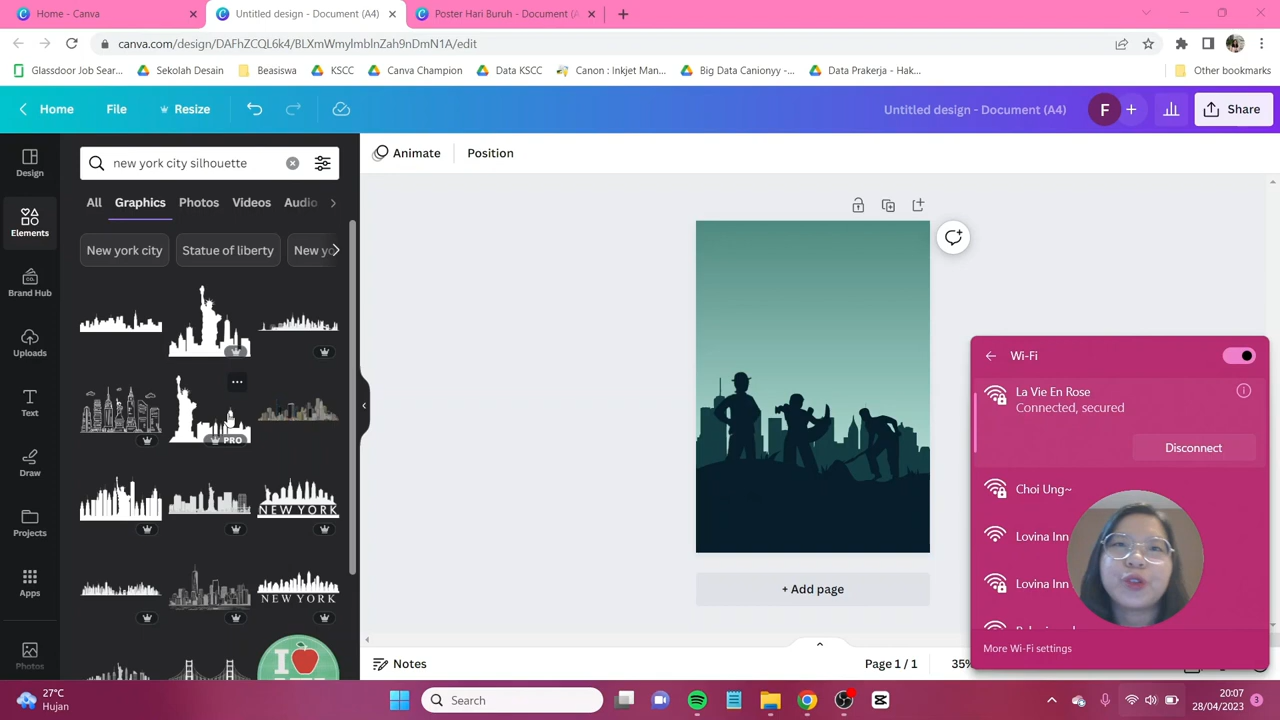 Home - Canva
Untitled design - Document (A4)
Poster Hari Buruh - Document (A
canva.com/design/DAFhZCQL6k4/BLXmWmylmblnZah9nDmN1A/edit
Glassdoor Job Sear...
Sekolah Desain
Beasiswa
KSCC
Canva Champion
Data KSCC
Canon : Inkjet Man...
Big Data Canionyy -...
Data Prakerja - Hak...
Other bookmarks
Home
File
Resize
Untitled design - Document (A4)
F
Share
Design
Elements
Brand Hub
Uploads
Text
Draw
Projects
Apps
Photos
new york city silhouette
All
Graphics
Photos
Videos
Audio
New york city
Statue of liberty
New yo
PRO
NEW YORK
NEW YORK
I
Animate
Position
+ Add page
Notes
Page 1 / 1
35%
Wi-Fi
La Vie En Rose
Connected, secured
Disconnect
Choi Ung~
Lovina Inn
Lovina Inn
More Wi-Fi settings
27°C
Hujan
Search
20:07
28/04/2023
3